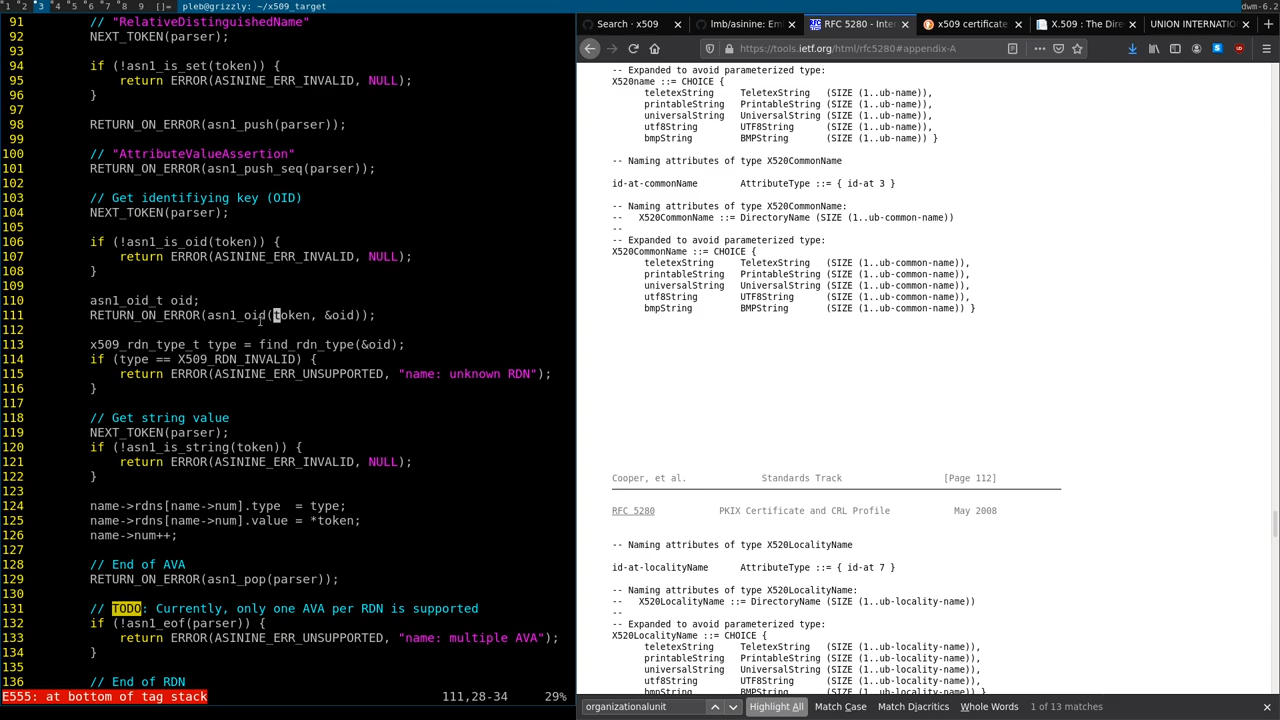 1 2 3 4 5 6 7 8 9 []= pleb@grizzly: ~/x509_target dwm-6.2
91 // "RelativeDistinguishedName"
92 NEXT_TOKEN(parser);
93
94 if (!asn1_is_set(token)) {
95 return ERROR(ASININE_ERR_INVALID, NULL);
96 }
97
98 RETURN_ON_ERROR(asn1_push(parser));
99
100 // "AttributeValueAssertion"
101 RETURN_ON_ERROR(asn1_push_seq(parser));
102
103 // Get identifiying key (OID)
104 NEXT_TOKEN(parser);
105
106 if (!asn1_is_oid(token)) {
107 return ERROR(ASININE_ERR_INVALID, NULL);
108 }
109
110 asn1_oid_t oid;
111 RETURN_ON_ERROR(asn1_oid(token, &oid));
112
113 x509_rdn_type_t type = find_rdn_type(&oid);
114 if (type == X509_RDN_INVALID) {
115 return ERROR(ASININE_ERR_UNSUPPORTED, "name: unknown RDN");
116 }
117
118 // Get string value
119 NEXT_TOKEN(parser);
120 if (!asn1_is_string(token)) {
121 return ERROR(ASININE_ERR_INVALID, NULL);
122 }
123
124 name->rdns[name->num].type = type;
125 name->rdns[name->num].value = *token;
126 name->num++;
127
128 // End of AVA
129 RETURN_ON_ERROR(asn1_pop(parser));
130
131 // TODO: Currently, only one AVA per RDN is supported
132 if (!asn1_eof(parser)) {
133 return ERROR(ASININE_ERR_UNSUPPORTED, "name: multiple AVA");
134 }
135
136 // End of RDN
E555: at bottom of tag stack 111,28-34 29%
Search · x509
lmb/asinine: Em
RFC 5280 - Inter
x509 certificate
X.509 : The Dire
UNION INTERNATIO
https://tools.ietf.org/html/rfc5280#appendix-A
-- Expanded to avoid parameterized type:
X520name ::= CHOICE {
teletexString TeletexString (SIZE (1..ub-name)),
printableString PrintableString (SIZE (1..ub-name)),
universalString UniversalString (SIZE (1..ub-name)),
utf8String UTF8String (SIZE (1..ub-name)),
bmpString BMPString (SIZE (1..ub-name)) }
-- Naming attributes of type X520CommonName
id-at-commonName AttributeType ::= { id-at 3 }
-- Naming attributes of type X520CommonName:
-- X520CommonName ::= DirectoryName (SIZE (1..ub-common-name))
--
-- Expanded to avoid parameterized type:
X520CommonName ::= CHOICE {
teletexString TeletexString (SIZE (1..ub-common-name)),
printableString PrintableString (SIZE (1..ub-common-name)),
universalString UniversalString (SIZE (1..ub-common-name)),
utf8String UTF8String (SIZE (1..ub-common-name)),
bmpString BMPString (SIZE (1..ub-common-name)) }
Cooper, et al. Standards Track [Page 112]
RFC 5280 PKIX Certificate and CRL Profile May 2008
-- Naming attributes of type X520LocalityName
id-at-localityName AttributeType ::= { id-at 7 }
-- Naming attributes of type X520LocalityName:
-- X520LocalityName ::= DirectoryName (SIZE (1..ub-locality-name))
--
-- Expanded to avoid parameterized type:
X520LocalityName ::= CHOICE {
teletexString TeletexString (SIZE (1..ub-locality-name)),
printableString PrintableString (SIZE (1..ub-locality-name)),
universalString UniversalString (SIZE (1..ub-locality-name)),
utf8String UTF8String (SIZE (1..ub-locality-name)),
bmpString BMPString (SIZE (1..ub-locality-name)) }
organizationalunit Highlight All Match Case Match Diacritics Whole Words 1 of 13 matches